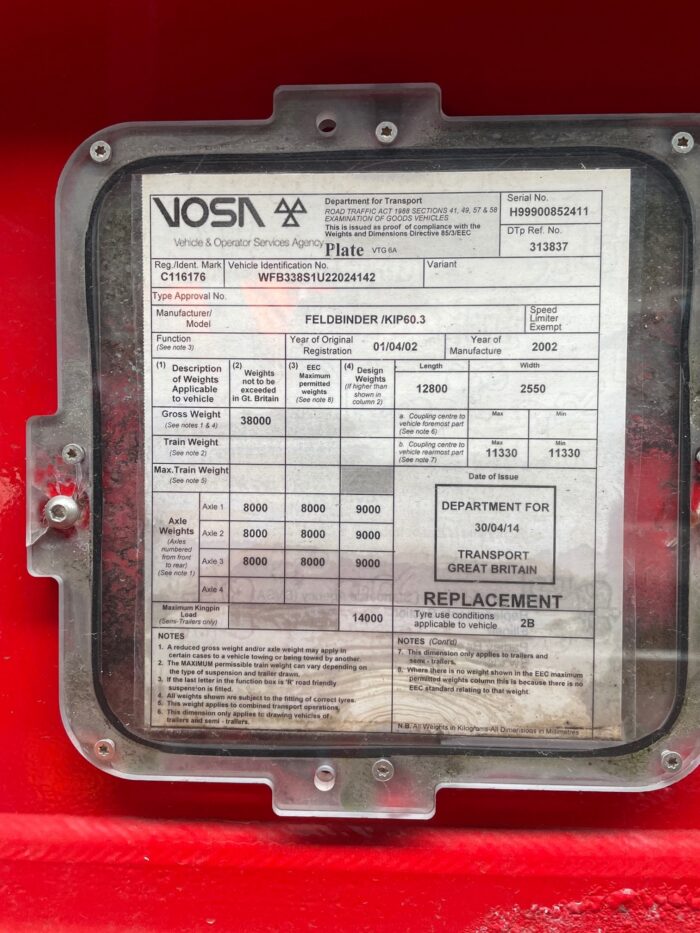 VOSA
Vehicle & Operator Services Agency
Department for Transport
ROAD TRAFFIC ACT 1988 SECTIONS 41, 49, 57 & 58
EXAMINATION OF GOODS VEHICLES
This is issued as proof of compliance with the
Weights and Dimensions Directive 85/3/EEC
Plate VTG 6A
Serial No.
H99900852411
DTp Ref. No.
313837
Reg./Ident. Mark
C116176
Vehicle Identification No.
WFB338S1U22024142
Variant
Type Approval No.
Manufacturer/
Model
FELDBINDER /KIP60.3
Speed
Limiter
Exempt
Function
(See note 3)
Year of Original
Registration
01/04/02
Year of
Manufacture
2002
(1) Description
of Weights
Applicable
to vehicle
(2) Weights
not to be
exceeded
in Gt. Britain
(3) EEC
Maximum
permitted
weights
(See note 8)
(4) Design
Weights
(If higher than
shown in
column 2)
Length
12800
Width
2550
Gross Weight
(See notes 1 & 4)
38000
a. Coupling centre to
vehicle foremost part
(See note 6)
Max
Min
Train Weight
(See note 2)
b. Coupling centre to
vehicle rearmost part
(See note 7)
Max
11330
Min
11330
Max.Train Weight
(See note 5)
Date of Issue
Axle
Weights
(Axles
numbered
from front
to rear)
(See note 1)
Axle 1 8000 8000 9000
Axle 2 8000 8000 9000
Axle 3 8000 8000 9000
Axle 4
DEPARTMENT FOR
30/04/14
TRANSPORT
GREAT BRITAIN
REPLACEMENT
Maximum Kingpin
Load
(Semi-Trailers only)
14000
Tyre use conditions
applicable to vehicle
2B
NOTES
1. A reduced gross weight and/or axle weight may apply in
certain cases to a vehicle towing or being towed by another.
2. The MAXIMUM permissible train weight can vary depending on
the type of suspension and trailer drawn.
3. If the last letter in the function box is 'R' road friendly
suspension is fitted.
4. All weights shown are subject to the fitting of correct tyres.
5. This weight applies to combined transport operations.
6. This dimension only applies to drawing vehicles of
trailers and semi - trailers.
NOTES (Cont'd)
7. This dimension only applies to trailers and
semi - trailers.
8. Where there is no weight shown in the EEC maximum
permitted weights column this is because there is no
EEC standard relating to that weight.
N.B. All Weights in Kilograms-All Dimensions in Millimetres